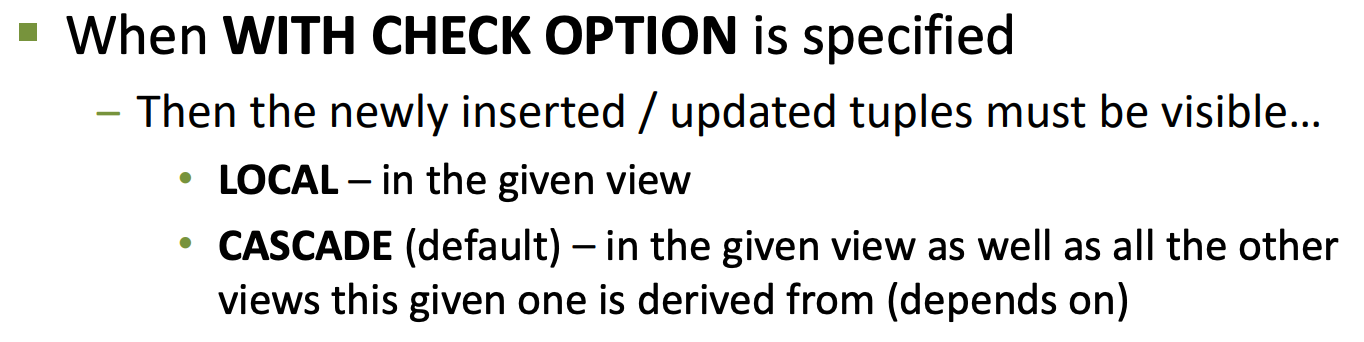 ▪ When WITH CHECK OPTION is specified
– Then the newly inserted / updated tuples must be visible...
• LOCAL – in the given view
• CASCADE (default) – in the given view as well as all the other
views this given one is derived from (depends on)